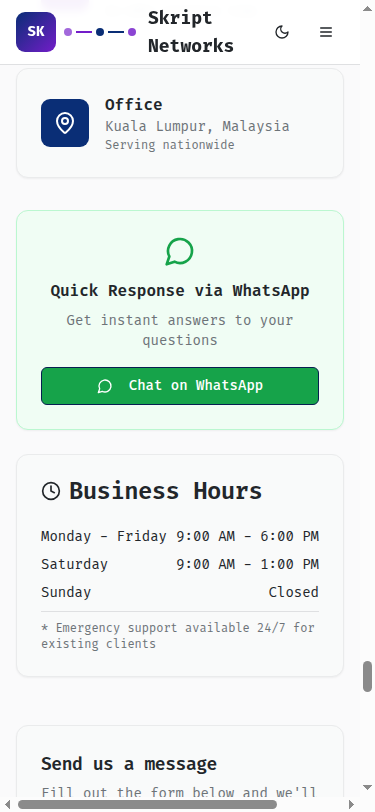 SK
Skript
Networks
Office
Kuala Lumpur, Malaysia
Serving nationwide
Quick Response via WhatsApp
Get instant answers to your
questions
Chat on WhatsApp
Business Hours
Monday - Friday 9:00 AM - 6:00 PM
Saturday 9:00 AM - 1:00 PM
Sunday Closed
* Emergency support available 24/7 for
existing clients
Send us a message
Fill out the form below and we'll